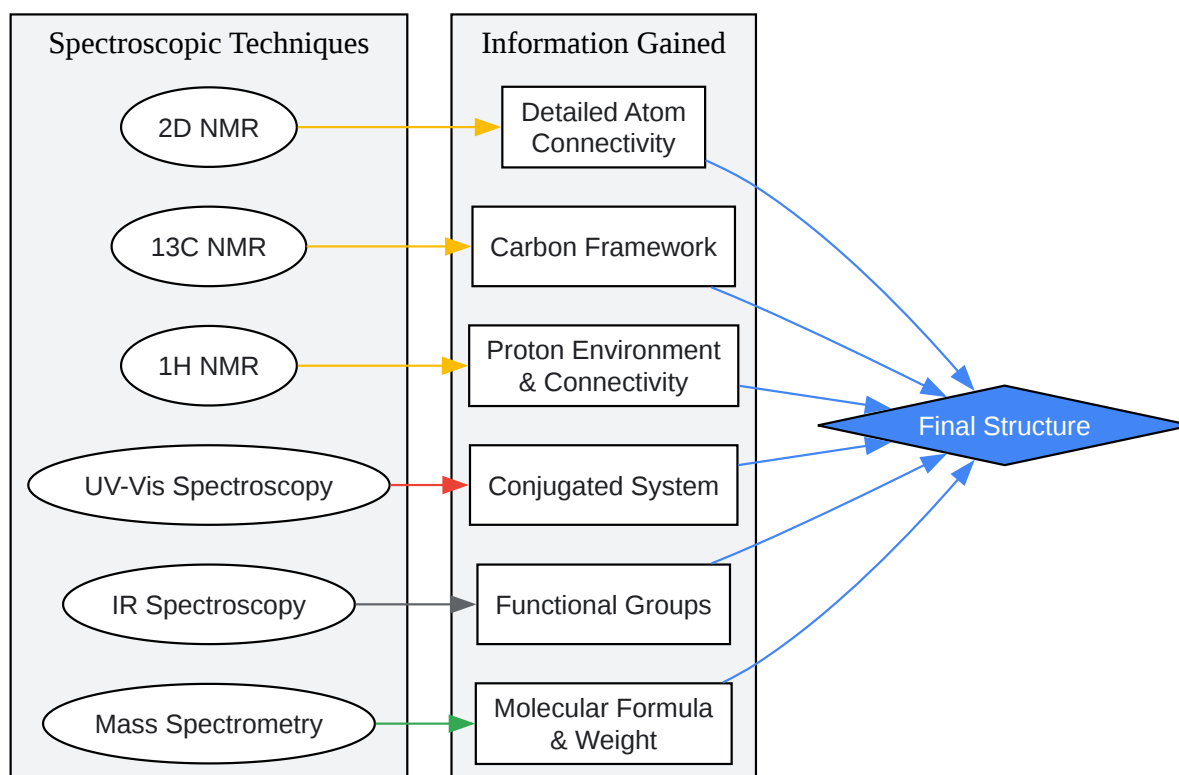 Spectroscopic Techniques
Information Gained
2D NMR
Detailed Atom
Connectivity
13C NMR
Carbon Framework
1H NMR
Proton Environment
& Connectivity
Final Structure
UV-Vis Spectroscopy
Conjugated System
IR Spectroscopy
Functional Groups
Mass Spectrometry
Molecular Formula
& Weight